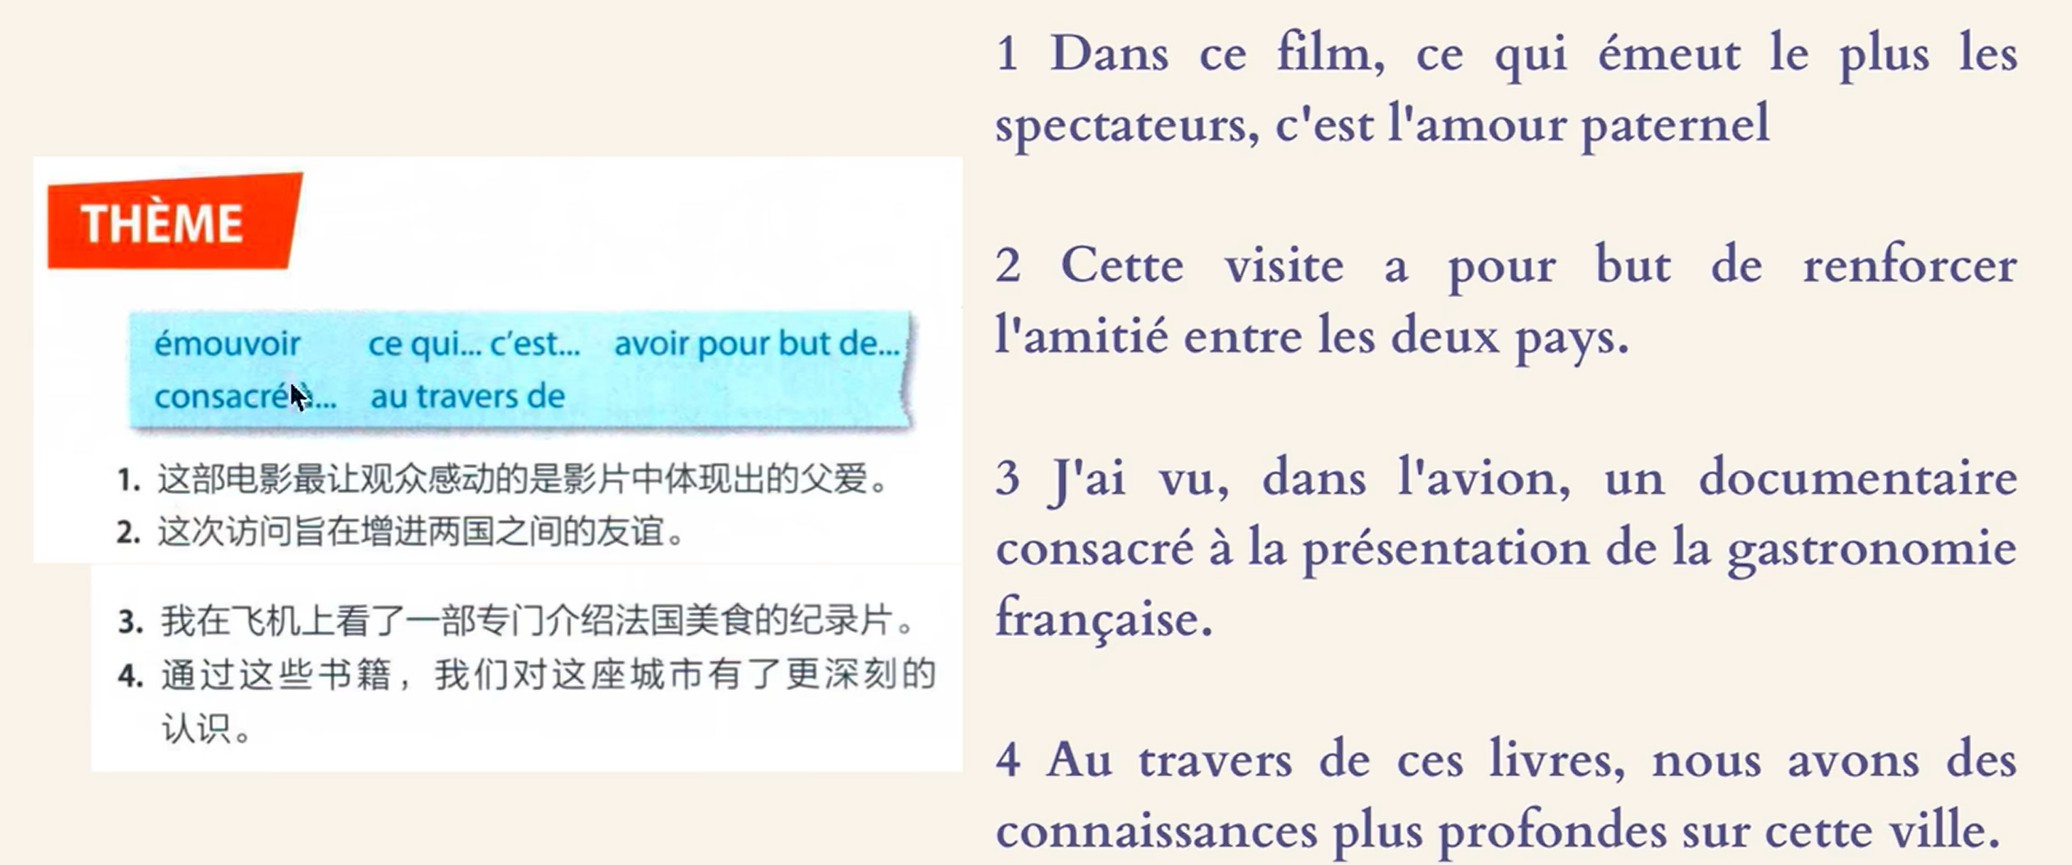 THÈME
émouvoir ce qui... c'est... avoir pour but de...
consacré à... au travers de
1. 这部电影最让观众感动的是影片中体现出的父爱。
2. 这次访问旨在增进两国之间的友谊。
3. 我在飞机上看了一部专门介绍法国美食的纪录片。
4. 通过这些书籍，我们对这座城市有了更深刻的
认识。
1 Dans ce film, ce qui émeut le plus les
spectateurs, c'est l'amour paternel
2 Cette visite a pour but de renforcer
l'amitié entre les deux pays.
3 J'ai vu, dans l'avion, un documentaire
consacré à la présentation de la gastronomie
française.
4 Au travers de ces livres, nous avons des
connaissances plus profondes sur cette ville.